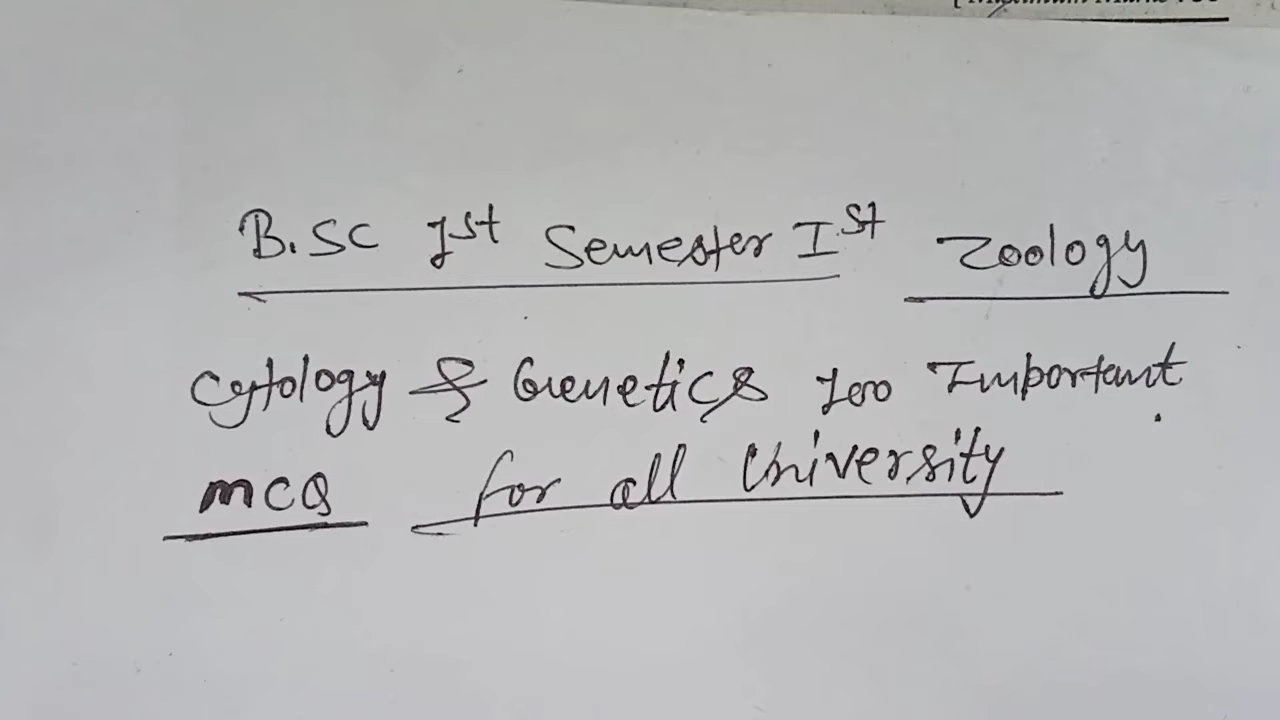 B.SC Ist Semester Ist Zoology
Cytology & Genetics 100 Important
MCQ for all University